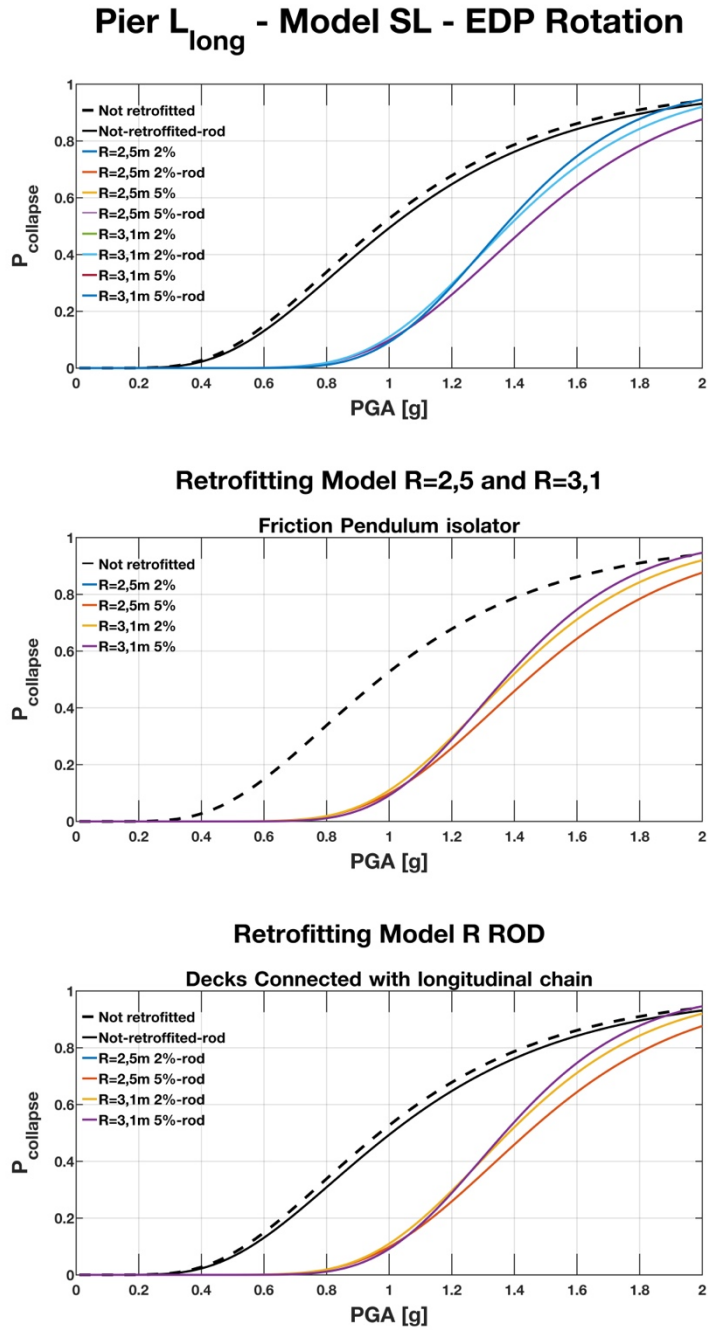 Pier L_long - Model SL - EDP Rotation
1
0.8
0.6
0.4
0.2
0
P_collapse
Not retrofitted
Not-retroffited-rod
R=2,5m 2%
R=2,5m 2%-rod
R=2,5m 5%
R=2,5m 5%-rod
R=3,1m 2%
R=3,1m 2%-rod
R=3,1m 5%
R=3,1m 5%-rod
0 0.2 0.4 0.6 0.8 1 1.2 1.4 1.6 1.8 2
PGA [g]
Retrofitting Model R=2,5 and R=3,1
Friction Pendulum isolator
1
0.8
0.6
0.4
0.2
0
P_collapse
Not retrofitted
R=2,5m 2%
R=2,5m 5%
R=3,1m 2%
R=3,1m 5%
0 0.2 0.4 0.6 0.8 1 1.2 1.4 1.6 1.8 2
PGA [g]
Retrofitting Model R ROD
Decks Connected with longitudinal chain
1
0.8
0.6
0.4
0.2
0
P_collapse
Not retrofitted
Not-retroffited-rod
R=2,5m 2%-rod
R=2,5m 5%-rod
R=3,1m 2%-rod
R=3,1m 5%-rod
0 0.2 0.4 0.6 0.8 1 1.2 1.4 1.6 1.8 2
PGA [g]